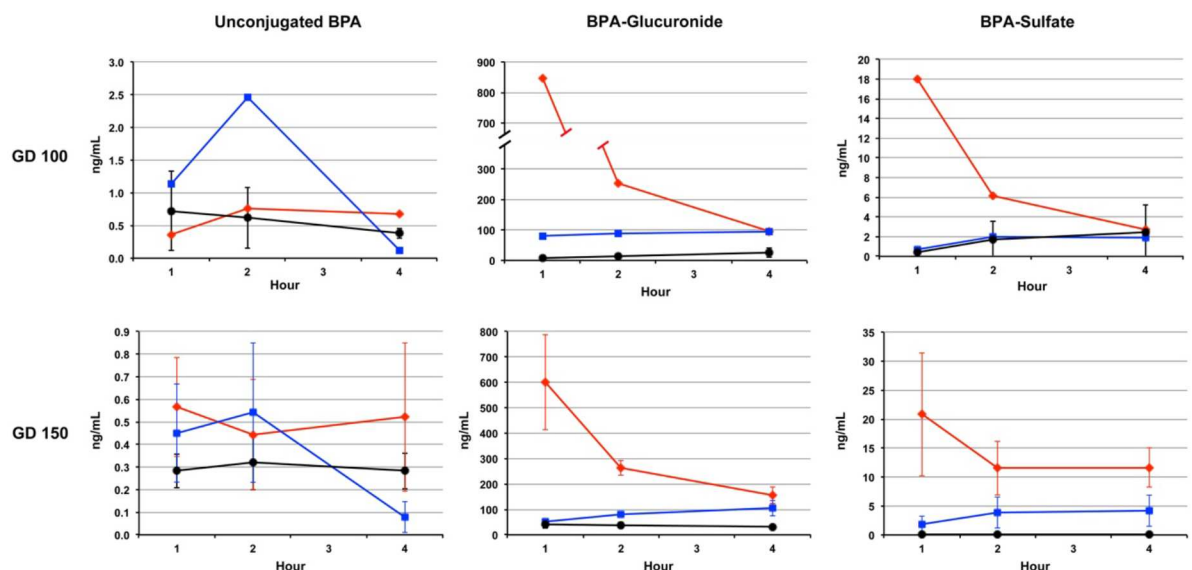 Unconjugated BPA
BPA-Glucuronide
BPA-Sulfate
GD 100
ng/mL
3.0
2.5
2.0
1.5
1.0
0.5
0.0
1 2 3 4
Hour
ng/mL
900
800
700
300
200
100
0
1 2 3 4
Hour
ng/mL
20
18
16
14
12
10
8
6
4
2
0
1 2 3 4
Hour
GD 150
ng/mL
0.9
0.8
0.7
0.6
0.5
0.4
0.3
0.2
0.1
0.0
1 2 3 4
Hour
ng/mL
800
700
600
500
400
300
200
100
0
1 2 3 4
Hour
ng/mL
35
30
25
20
15
10
5
0
1 2 3 4
Hour